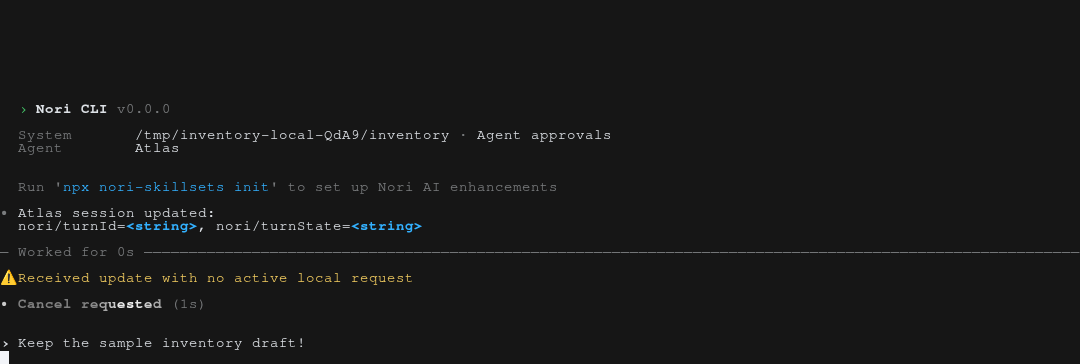 › Nori CLI v0.0.0
System /tmp/inventory-local-QdA9/inventory · Agent approvals
Agent Atlas
Run 'npx nori-skillsets init' to set up Nori AI enhancements
• Atlas session updated:
nori/turnId=<string>, nori/turnState=<string>
─ Worked for 0s ─────────────────────────────────────────
⚠Received update with no active local request
• Cancel requested (1s)
› Keep the sample inventory draft!